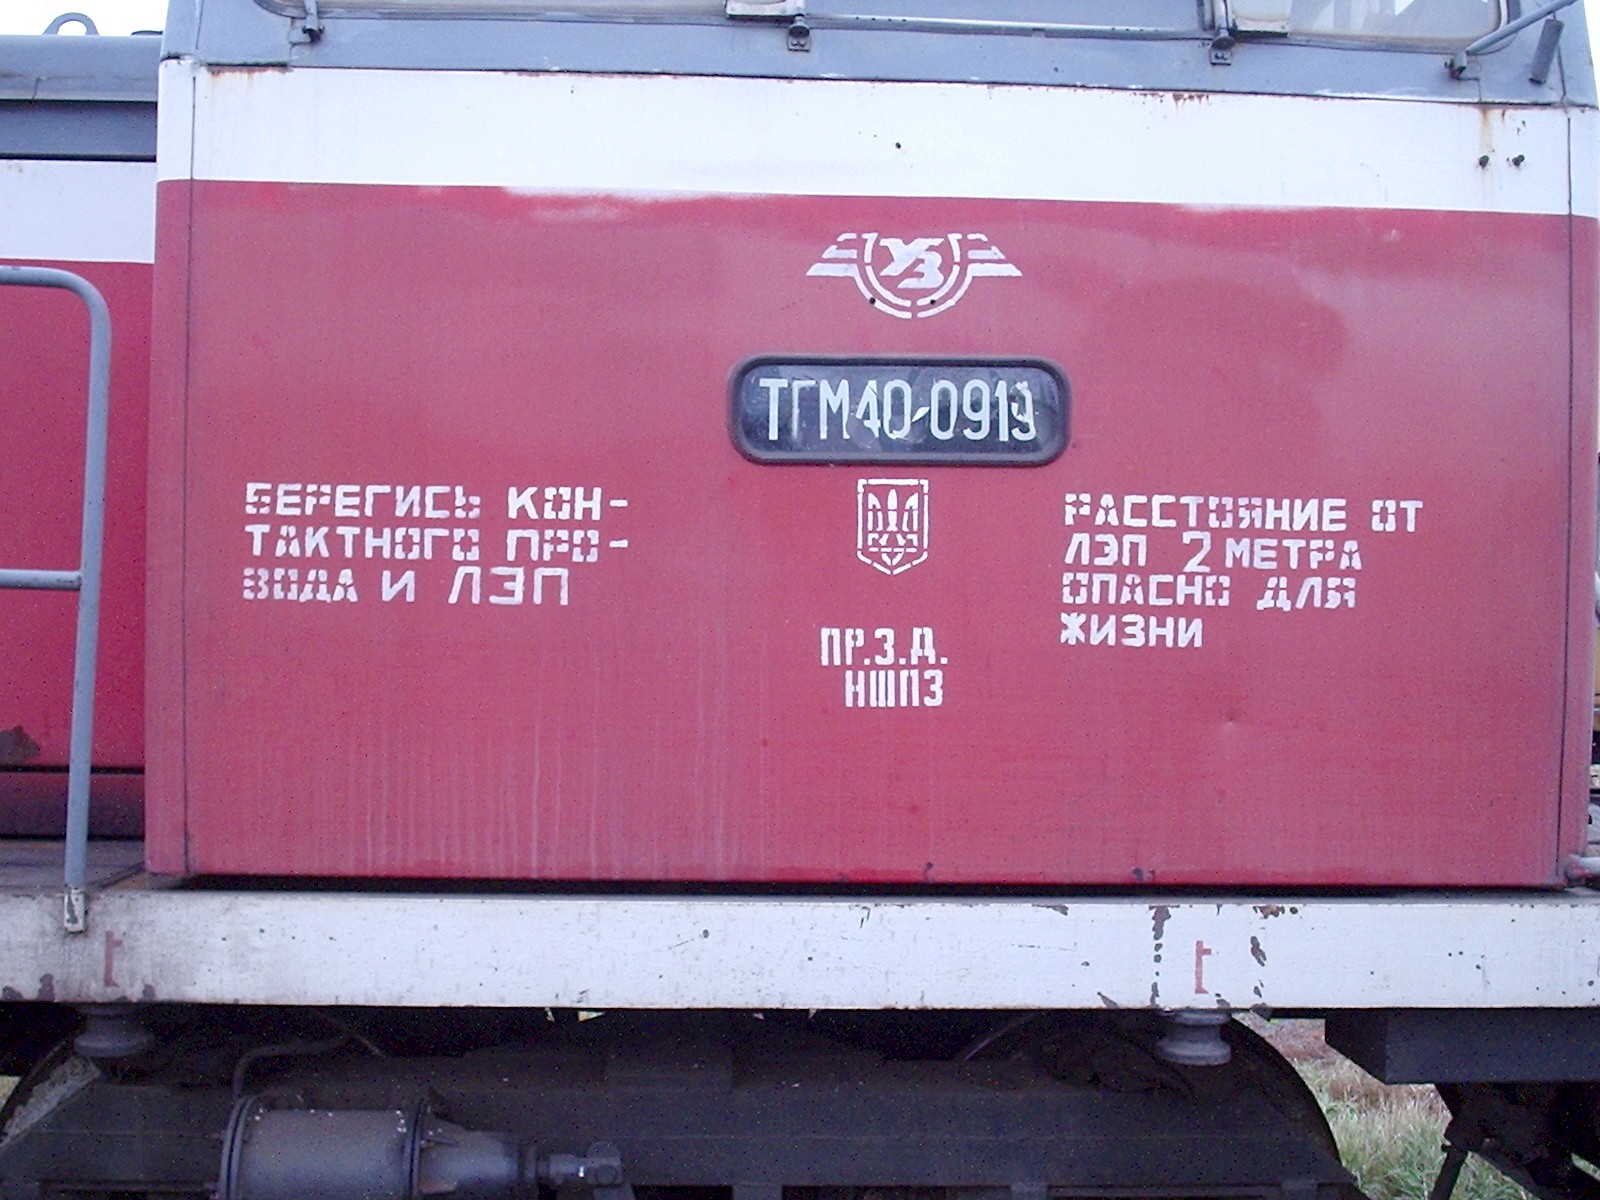 УЗ
ТГМ40-0919
БЕРЕГИСЬ КОН-
ТАКТНОГО ПРО-
ВОДА И ЛЭП
РАССТОЯНИЕ ОТ
ЛЭП 2 МЕТРА
ОПАСНО ДЛЯ
ЖИЗНИ
ПР.З.Д.
НШПЗ